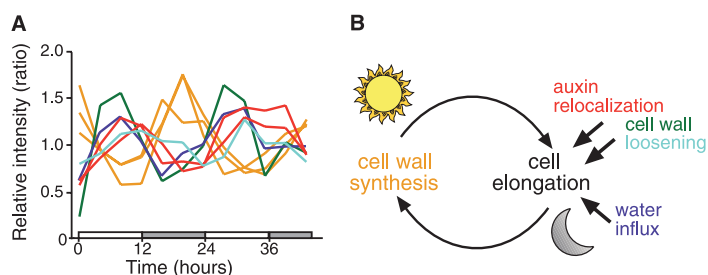 A
Relative intensity (ratio)
2.0
1.5
1.0
0.5
0
0
12
24
36
Time (hours)
B
cell wall
synthesis
cell
elongation
auxin
relocalization
cell wall
loosening
water
influx